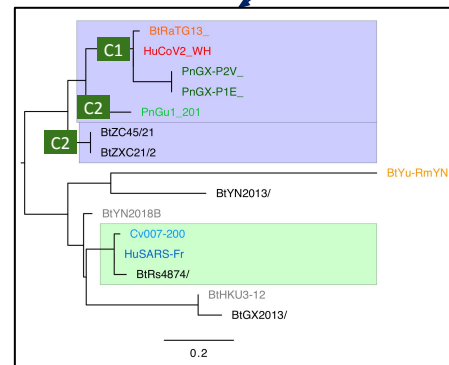 BtRaTG13_
C1
HuCoV2_WH
PnGX-P2V_
PnGX-P1E_
C2
PnGu1_201
BtZC45/21
C2
BtZXC21/2
BtYu-RmYN
BtYN2013/
BtYN2018B
Cv007-200
HuSARS-Fr
BtRs4874/
BtHKU3-12
BtGX2013/
0.2